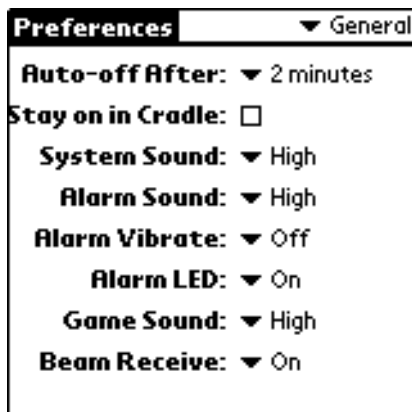 Preferences General
Auto-off After: 2 minutes
Stay on in Cradle:
System Sound: High
Alarm Sound: High
Alarm Vibrate: Off
Alarm LED: On
Game Sound: High
Beam Receive: On